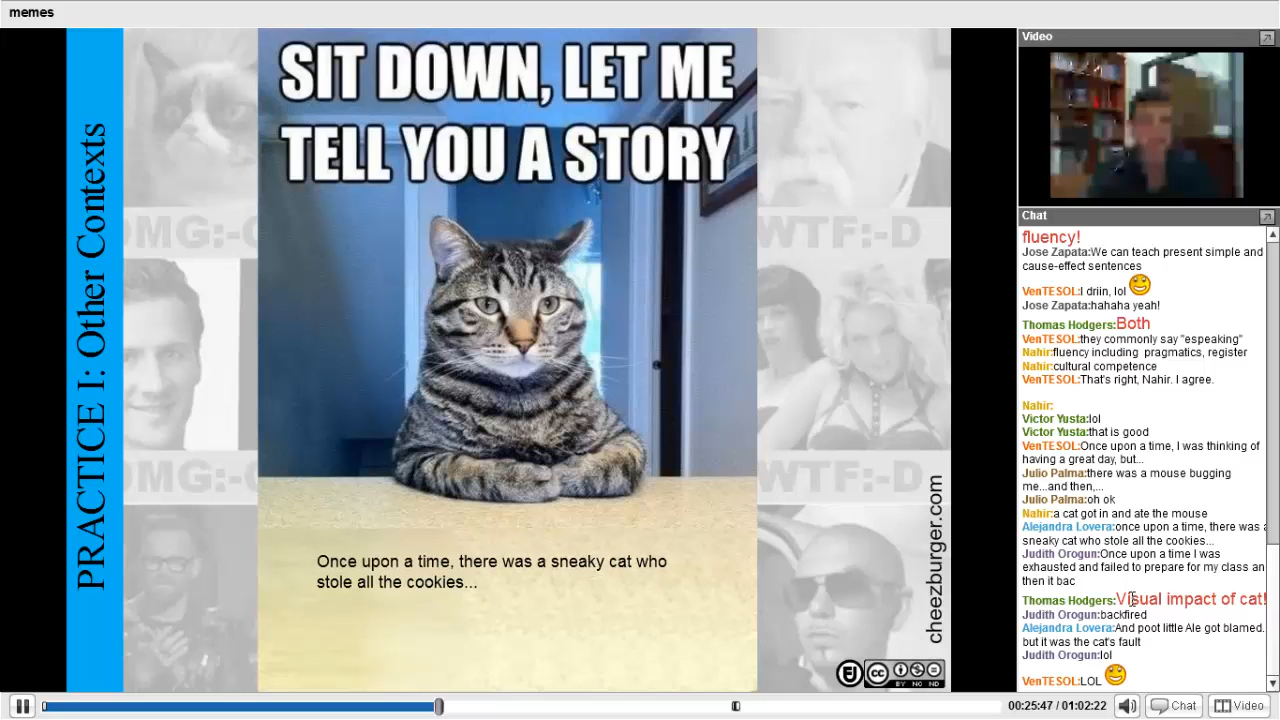 memes
PRACTICE I: Other Contexts
SIT DOWN, LET ME
TELL YOU A STORY
OMG:-O
WTF:-D
OMG:-O
WTF:-D
Once upon a time, there was a sneaky cat who
stole all the cookies...
cheezburger.com
FJ
cc
BY NC ND
Video
Chat
fluency!
Jose Zapata:We can teach present simple and
cause-effect sentences
VenTESOL:I driin, lol
Jose Zapata:hahaha yeah!
Thomas Hodgers:Both
VenTESOL:they commonly say "espeaking"
Nahir:fluency including pragmatics, register
Nahir:cultural competence
VenTESOL:That's right, Nahir. I agree.
Nahir:
Victor Yusta:lol
Victor Yusta:that is good
VenTESOL:Once upon a time, I was thinking of
having a great day, but...
Julio Palma:there was a mouse bugging
me...and then,...
Julio Palma:oh ok
Nahir:a cat got in and ate the mouse
Alejandra Lovera:once upon a time, there was a
sneaky cat who stole all the cookies...
Judith Orogun:Once upon a time I was
exhausted and failed to prepare for my class an
then it bac
Thomas Hodgers:Visual impact of cat!
Judith Orogun:backfired
Alejandra Lovera:And poot little Ale got blamed.
but it was the cat's fault
Judith Orogun:lol
VenTESOL:LOL
00:25:47 / 01:02:22
Chat
Video